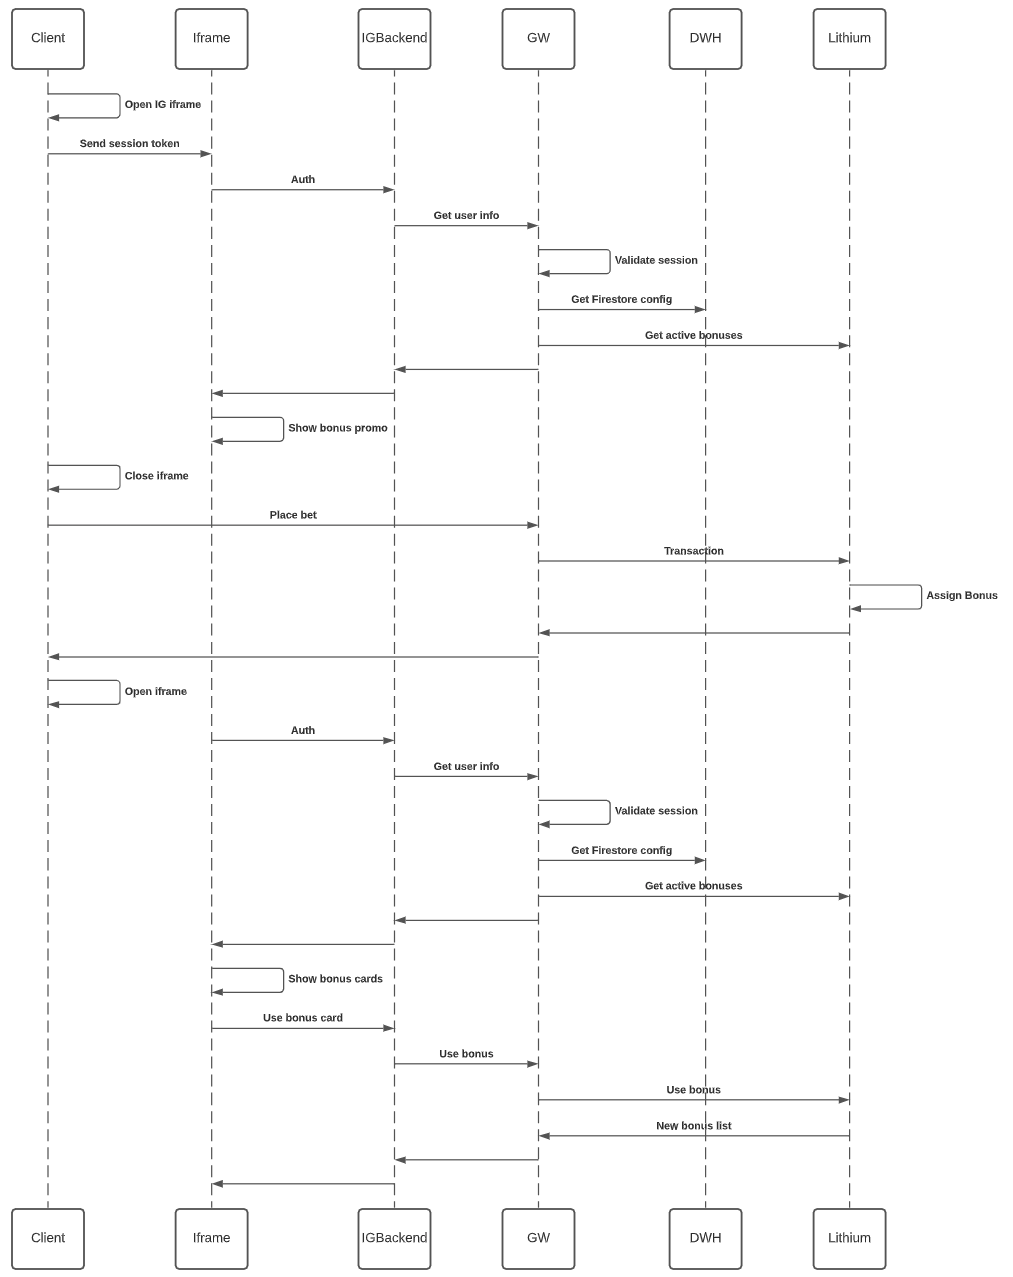 Client
Iframe
IGBackend
GW
DWH
Lithium
Open IG iframe
Send session token
Auth
Get user info
Validate session
Get Firestore config
Get active bonuses
Show bonus promo
Close iframe
Place bet
Transaction
Assign Bonus
Open iframe
Auth
Get user info
Validate session
Get Firestore config
Get active bonuses
Show bonus cards
Use bonus card
Use bonus
Use bonus
New bonus list
Client
Iframe
IGBackend
GW
DWH
Lithium